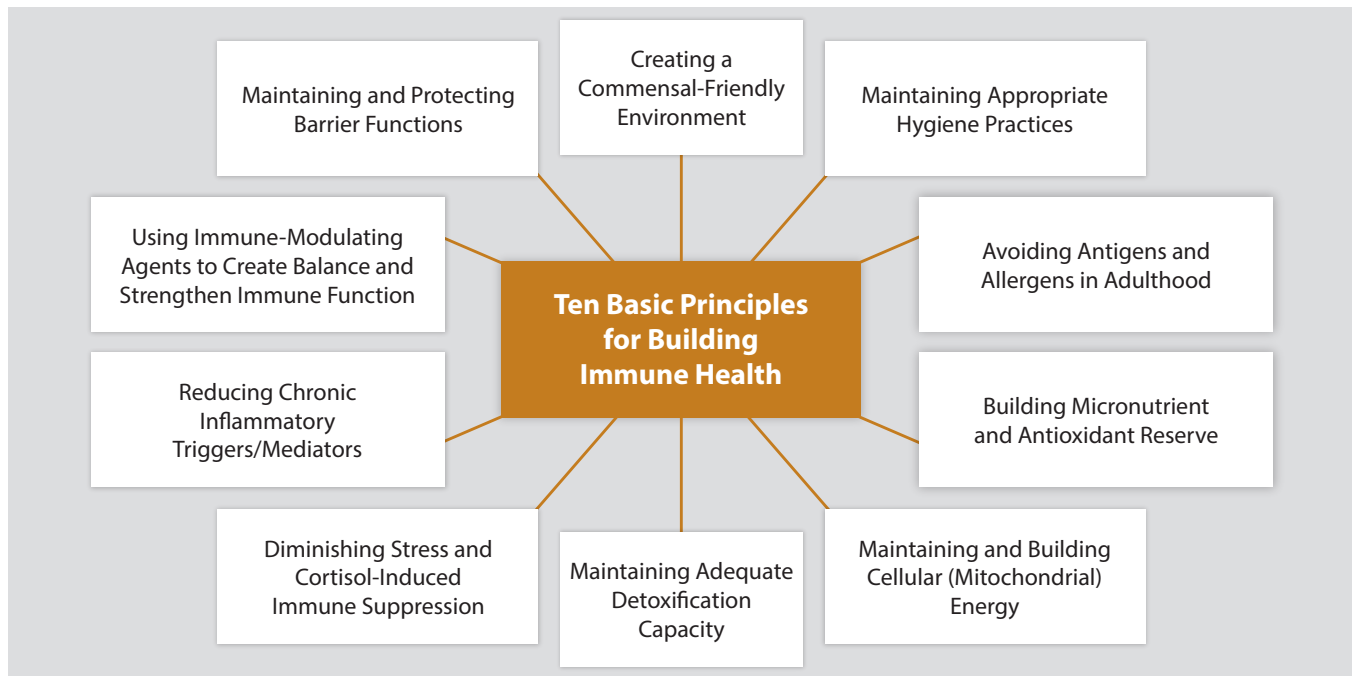 Ten Basic Principles
for Building
Immune Health
Creating a
Commensal-Friendly
Environment
Maintaining Appropriate
Hygiene Practices
Avoiding Antigens and
Allergens in Adulthood
Building Micronutrient
and Antioxidant Reserve
Maintaining and Building
Cellular (Mitochondrial)
Energy
Maintaining Adequate
Detoxification
Capacity
Diminishing Stress and
Cortisol-Induced
Immune Suppression
Reducing Chronic
Inflammatory
Triggers/Mediators
Using Immune-Modulating
Agents to Create Balance and
Strengthen Immune Function
Maintaining and Protecting
Barrier Functions